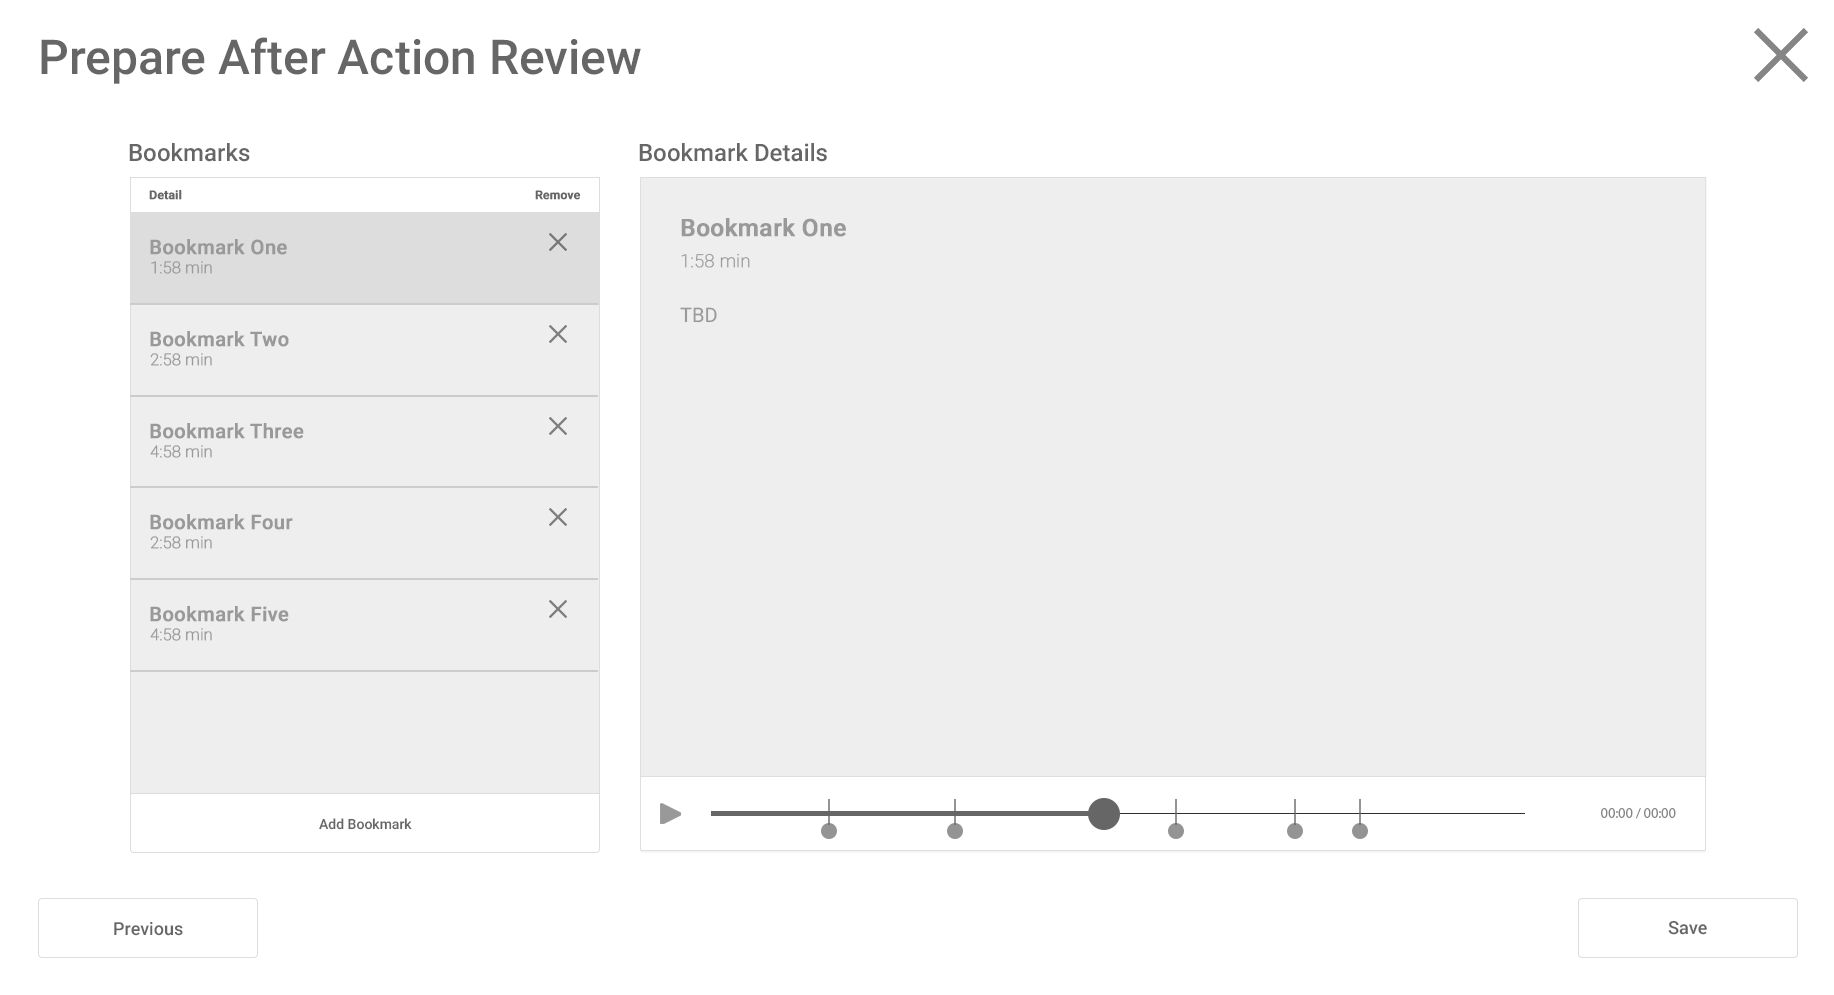 Prepare After Action Review
Bookmarks
Detail Remove
Bookmark One
1:58 min
Bookmark Two
2:58 min
Bookmark Three
4:58 min
Bookmark Four
2:58 min
Bookmark Five
4:58 min
Add Bookmark
Bookmark Details
Bookmark One
1:58 min
TBD
00:00 / 00:00
Previous
Save